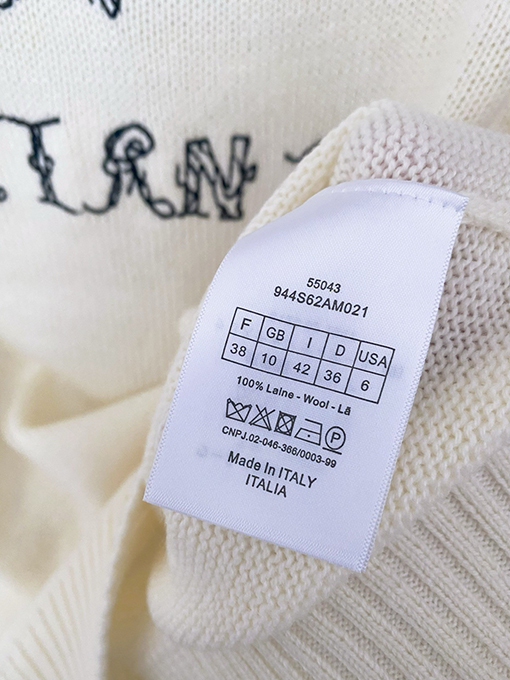 TIAN
55043
944S62AM021
F GB I D USA
38 10 42 36 6
100% Laine - Wool - Lã
P
CNPJ.02-046-366/0003-99
Made In ITALY
ITALIA